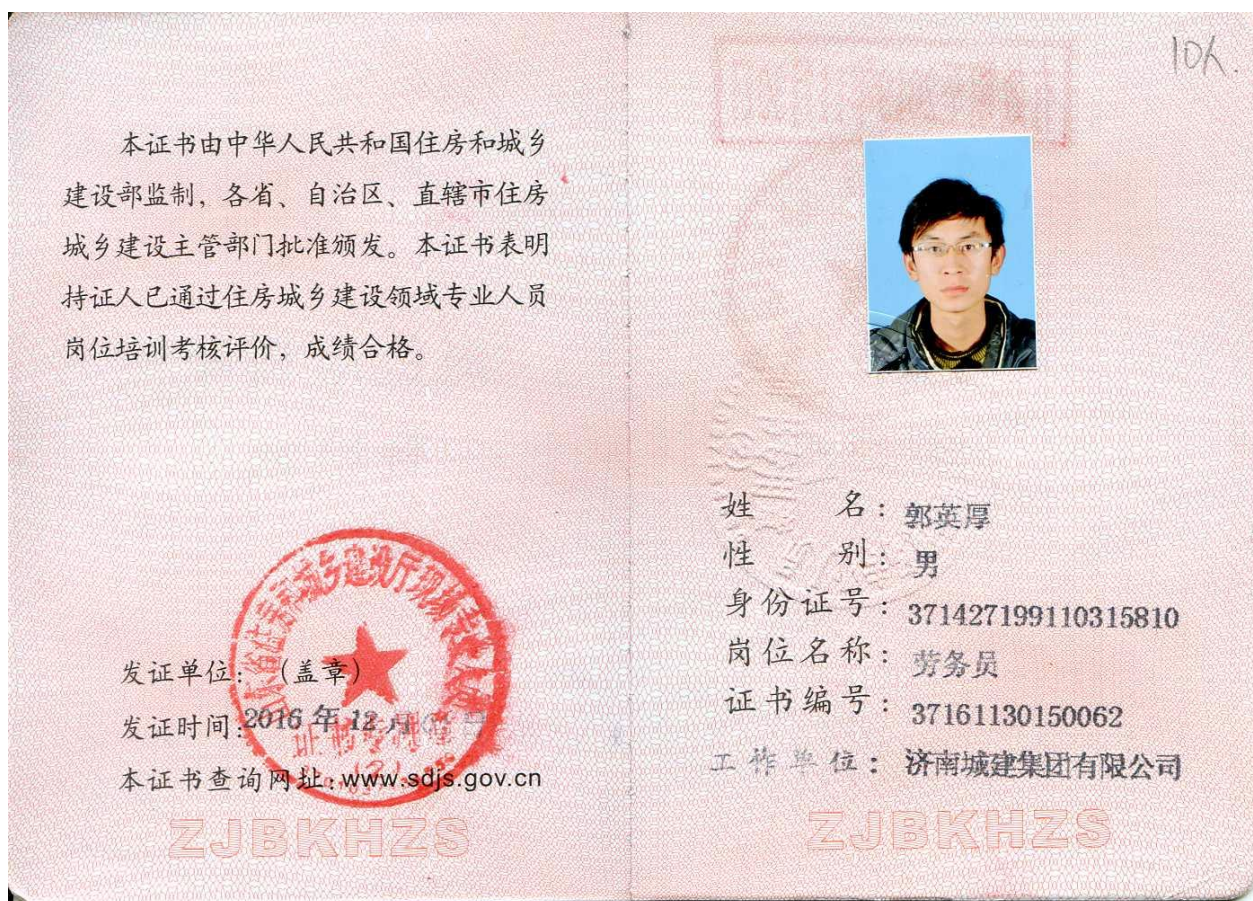 本证书由中华人民共和国住房和城乡
建设部监制，各省、自治区、直辖市住房
城乡建设主管部门批准颁发。本证书表明
持证人已通过住房城乡建设领域专业人员
岗位培训考核评价，成绩合格。
发证单位：（盖章）
发证时间：2016 年 12 月
本证书查询网址：www.sdjs.gov.cn
ZJBKHZS
10人.
姓 名：郭英厚
性 别：男
身份证号：371427199110315810
岗位名称：劳务员
证书编号：37161130150062
工作单位：济南城建集团有限公司
ZJBKHZS